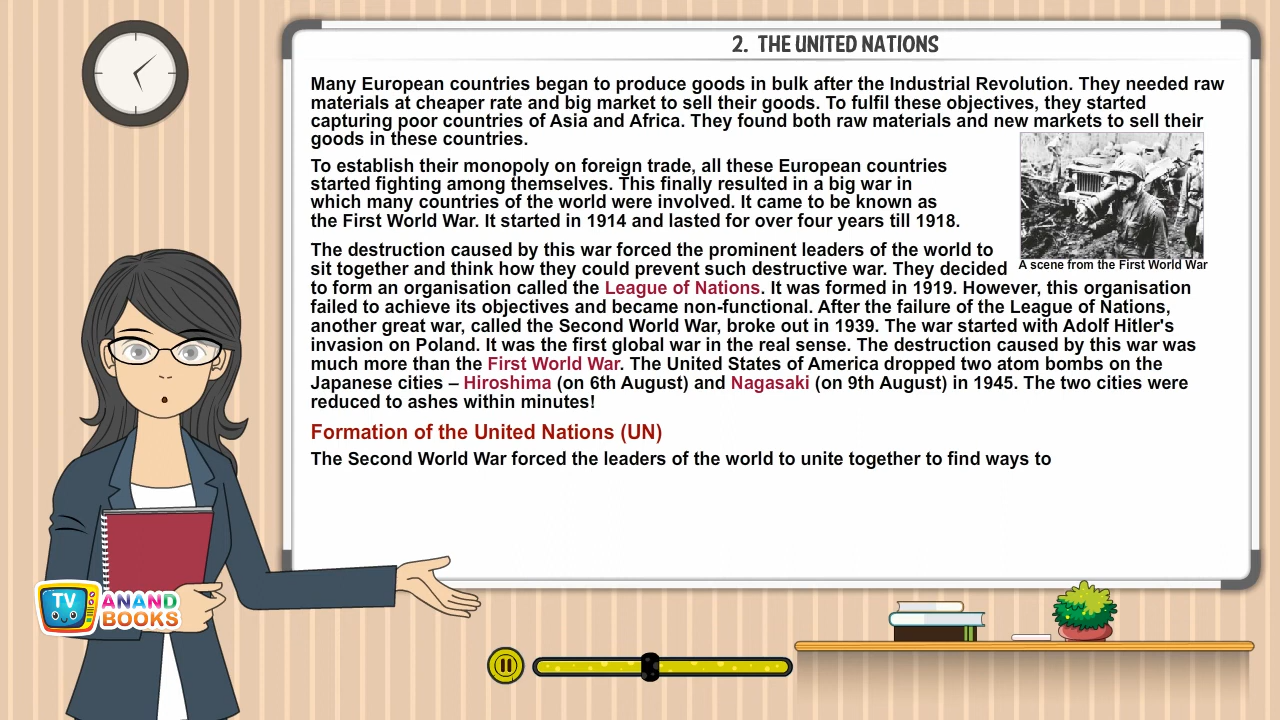 2. THE UNITED NATIONS
Many European countries began to produce goods in bulk after the Industrial Revolution. They needed raw
materials at cheaper rate and big market to sell their goods. To fulfil these objectives, they started
capturing poor countries of Asia and Africa. They found both raw materials and new markets to sell their
goods in these countries.
To establish their monopoly on foreign trade, all these European countries
started fighting among themselves. This finally resulted in a big war in
which many countries of the world were involved. It came to be known as
the First World War. It started in 1914 and lasted for over four years till 1918.
The destruction caused by this war forced the prominent leaders of the world to
sit together and think how they could prevent such destructive war. They decided
A scene from the First World War
to form an organisation called the League of Nations. It was formed in 1919. However, this organisation
failed to achieve its objectives and became non-functional. After the failure of the League of Nations,
another great war, called the Second World War, broke out in 1939. The war started with Adolf Hitler's
invasion on Poland. It was the first global war in the real sense. The destruction caused by this war was
much more than the First World War. The United States of America dropped two atom bombs on the
Japanese cities – Hiroshima (on 6th August) and Nagasaki (on 9th August) in 1945. The two cities were
reduced to ashes within minutes!
Formation of the United Nations (UN)
The Second World War forced the leaders of the world to unite together to find ways to
TV
ANAND
BOOKS